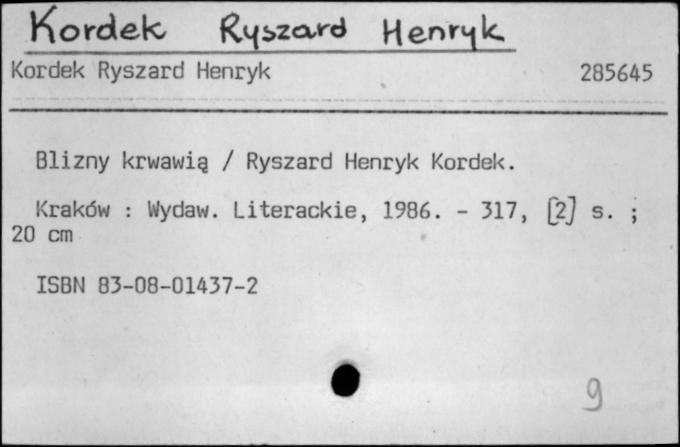 Kordek Ryszard Henryk
Kordek Ryszard Henryk 285645
Blizny krwawią / Ryszard Henryk Kordek.
Kraków : Wydaw. Literackie, 1986. - 317, [2] s. ;
20 cm
ISBN 83-08-01437-2
9